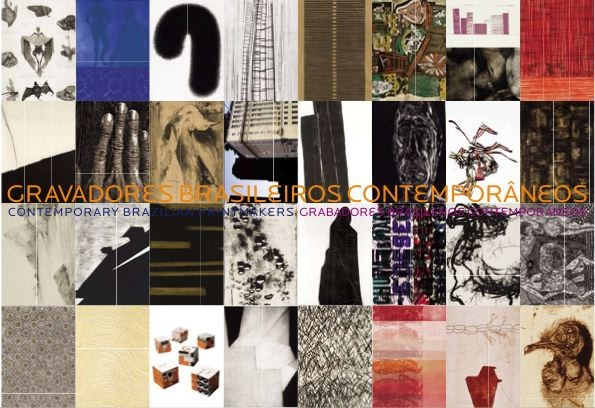 GRAVADORES BRASILEIROS CONTEMPORÂNEOS
CONTEMPORARY BRAZILIAN PRINTMAKERS GRABADORES BRASILEÑOS CONTEMPORÁNEOS